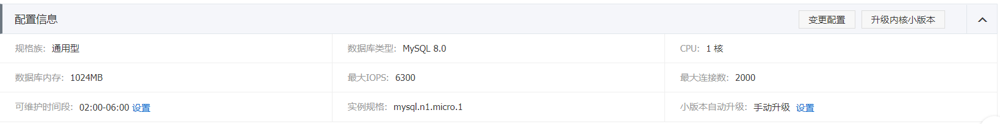 配置信息 变更配置 升级内核小版本
规格族: 通用型 数据库类型: MySQL 8.0 CPU: 1 核
数据库内存: 1024MB 最大IOPS: 6300 最大连接数: 2000
可维护时间段: 02:00-06:00 设置 实例规格: mysql.n1.micro.1 小版本自动升级: 手动升级 设置